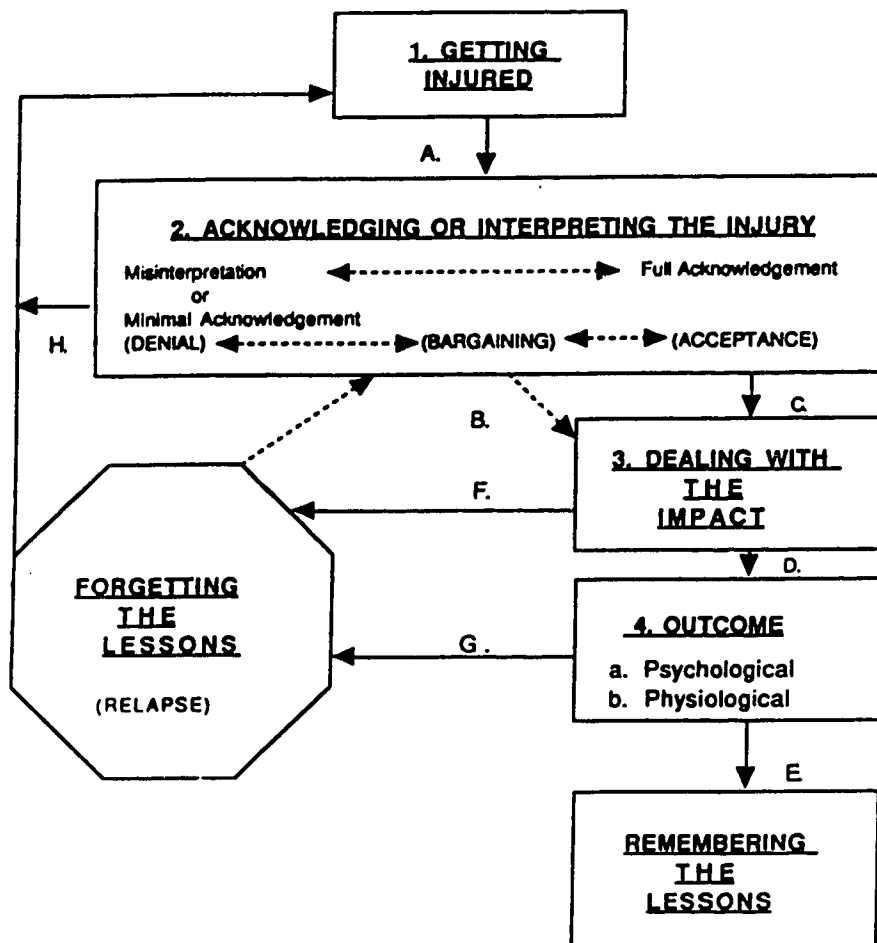 1. GETTING
INJURED
A.
2. ACKNOWLEDGING OR INTERPRETING THE INJURY
Misinterpretation
or
Minimal Acknowledgement
Full Acknowledgement
(DENIAL) (BARGAINING) (ACCEPTANCE)
H.
B.
C.
3. DEALING WITH
THE
IMPACT
F.
D.
FORGETTING
THE
LESSONS
(RELAPSE)
4. OUTCOME
a. Psychological
b. Physiological
G.
E.
REMEMBERING
THE
LESSONS